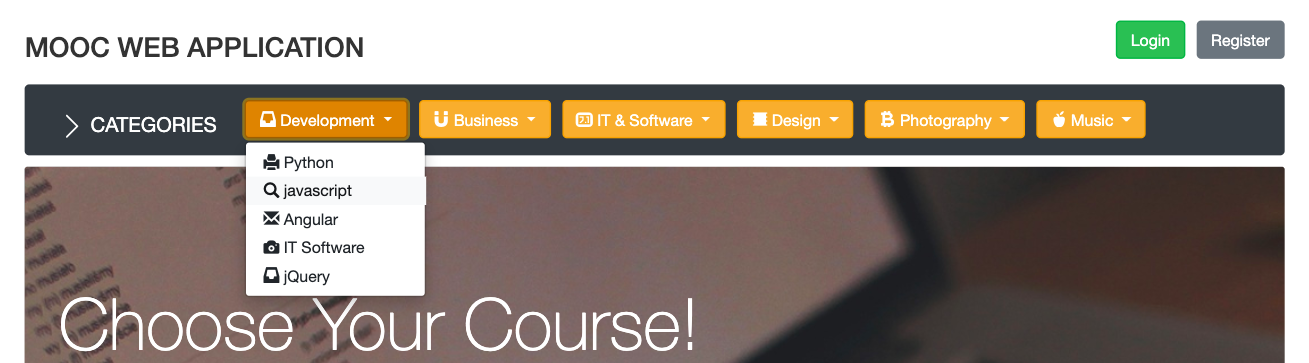 MOOC WEB APPLICATION
Login Register
CATEGORIES Development Business IT & Software Design Photography Music
Python
javascript
Angular
IT Software
jQuery
Choose Your Course!